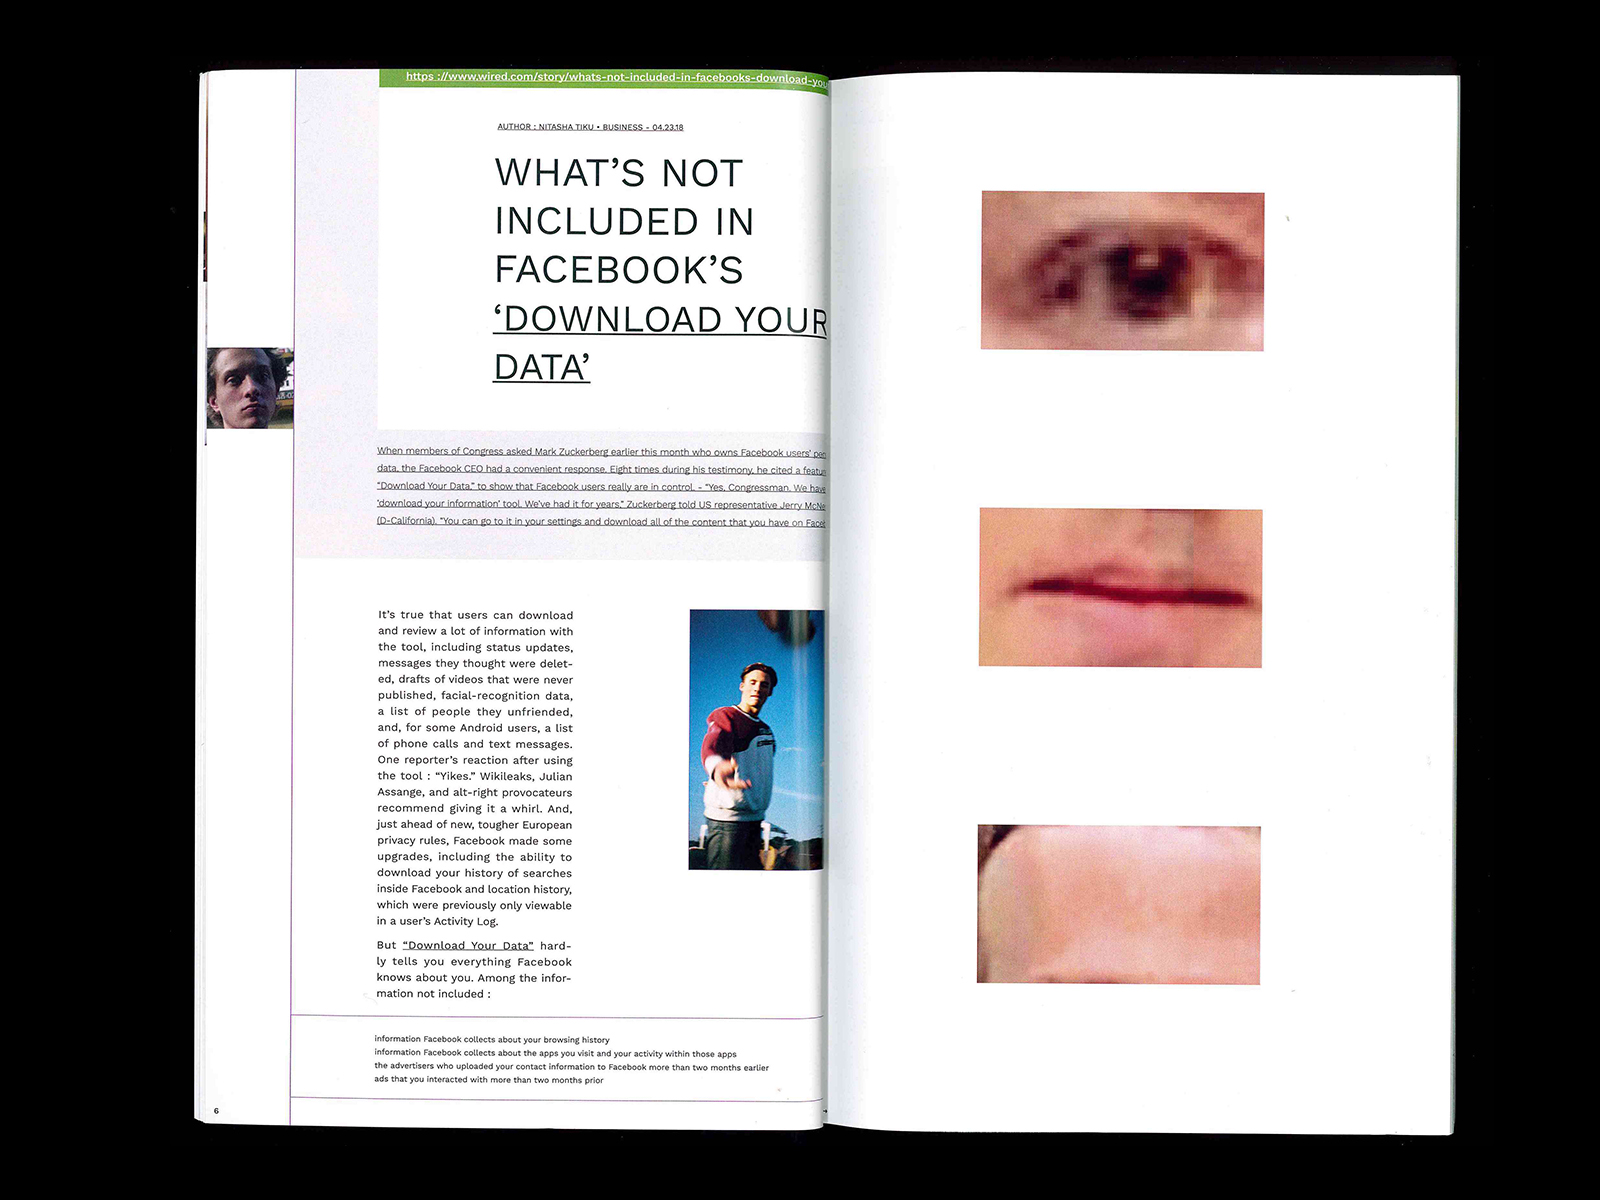 https ://www.wired.com/story/whats-not-included-in-facebooks-download-you
AUTHOR : NITASHA TIKU • BUSINESS - 04.23.18
WHAT’S NOT
INCLUDED IN
FACEBOOK’S
‘DOWNLOAD YOUR
DATA’
When members of Congress asked Mark Zuckerberg earlier this month who owns Facebook users’ per
data, the Facebook CEO had a convenient response. Eight times during his testimony, he cited a featu
“Download Your Data,” to show that Facebook users really are in control. - “Yes, Congressman. We have
‘download your information’ tool. We’ve had it for years,” Zuckerberg told US representative Jerry McNe
(D-California). “You can go to it in your settings and download all of the content that you have on Face
It’s true that users can download
and review a lot of information with
the tool, including status updates,
messages they thought were delet-
ed, drafts of videos that were never
published, facial-recognition data,
a list of people they unfriended,
and, for some Android users, a list
of phone calls and text messages.
One reporter’s reaction after using
the tool : “Yikes.” Wikileaks, Julian
Assange, and alt-right provocateurs
recommend giving it a whirl. And,
just ahead of new, tougher European
privacy rules, Facebook made some
upgrades, including the ability to
download your history of searches
inside Facebook and location history,
which were previously only viewable
in a user’s Activity Log.
But “Download Your Data” hard-
ly tells you everything Facebook
knows about you. Among the infor-
mation not included :
information Facebook collects about your browsing history
information Facebook collects about the apps you visit and your activity within those apps
the advertisers who uploaded your contact information to Facebook more than two months earlier
ads that you interacted with more than two months prior
6